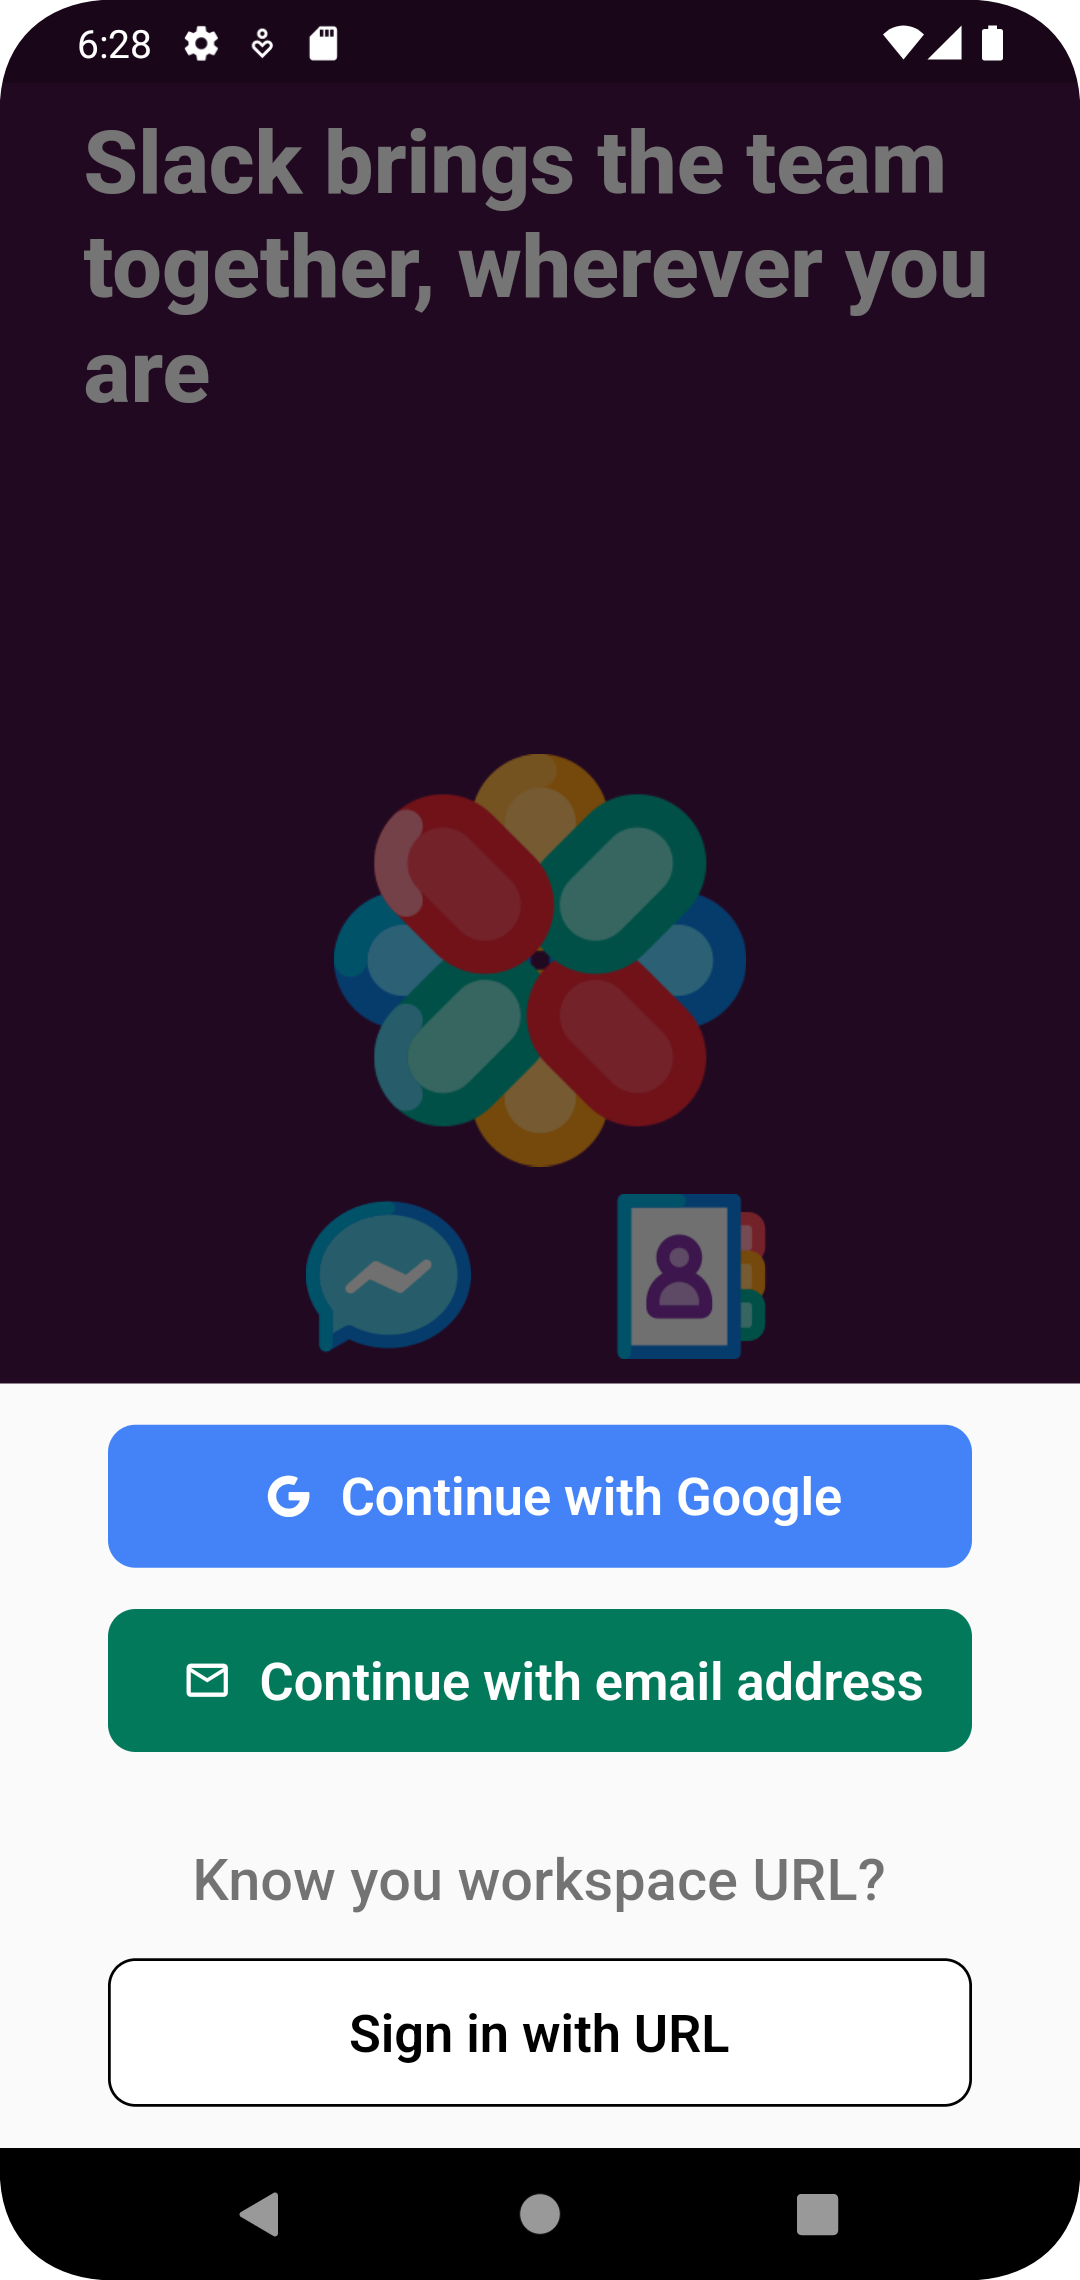 6:28
Slack brings the team
together, wherever you
are
Continue with Google
Continue with email address
Know you workspace URL?
Sign in with URL